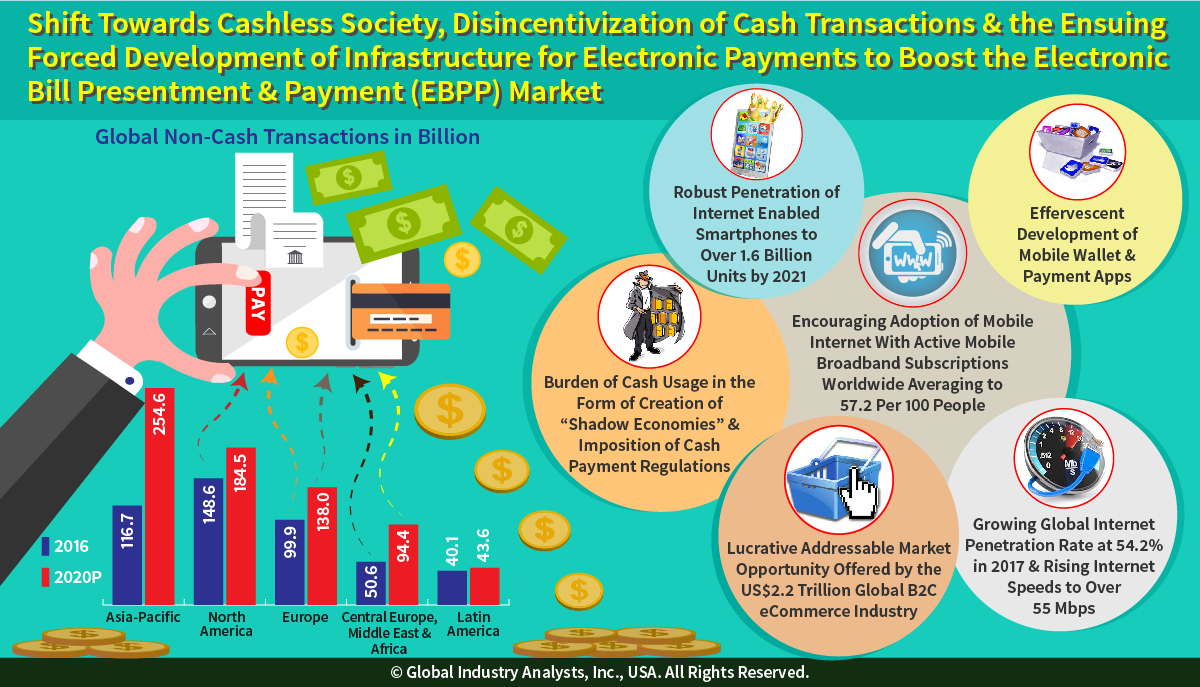 Shift Towards Cashless Society, Disincentivization of Cash Transactions & the Ensuing
Forced Development of Infrastructure for Electronic Payments to Boost the Electronic
Bill Presentment & Payment (EBPP) Market
Global Non-Cash Transactions in Billion
PAY
116.7
254.6
148.6
184.5
99.9
138.0
50.6
94.4
40.1
43.6
2016
2020P
Asia-Pacific
North
America
Europe
Central Europe,
Middle East &
Africa
Latin
America
Robust Penetration of
Internet Enabled
Smartphones to
Over 1.6 Billion
Units by 2021
Effervescent
Development of
Mobile Wallet &
Payment Apps
www
Encouraging Adoption of Mobile
Internet With Active Mobile
Broadband Subscriptions
Worldwide Averaging to
57.2 Per 100 People
Burden of Cash Usage in the
Form of Creation of
“Shadow Economies” &
Imposition of Cash
Payment Regulations
Lucrative Addressable Market
Opportunity Offered by the
US$2.2 Trillion Global B2C
eCommerce Industry
Growing Global Internet
Penetration Rate at 54.2%
in 2017 & Rising Internet
Speeds to Over
55 Mbps
© Global Industry Analysts, Inc., USA. All Rights Reserved.